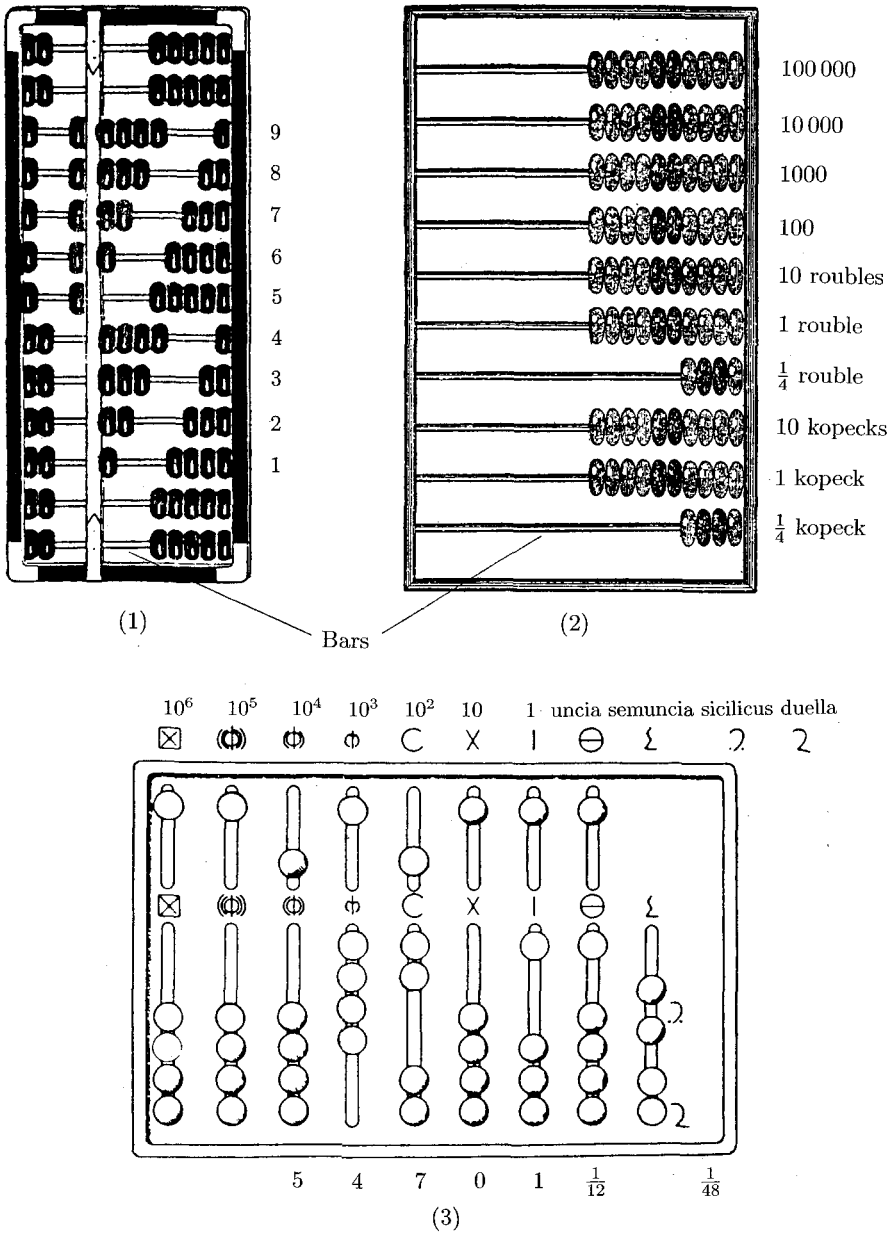 9
8
7
6
5
4
3
2
1
(1)
100 000
10 000
1000
100
10 roubles
1 rouble
1/4 rouble
10 kopecks
1 kopeck
1/4 kopeck
(2)
Bars
10⁶ 10⁵ 10⁴ 10³ 10² 10 1 uncia semuncia sicilicus duella
5 4 7 0 1 1/12 1/48
(3)